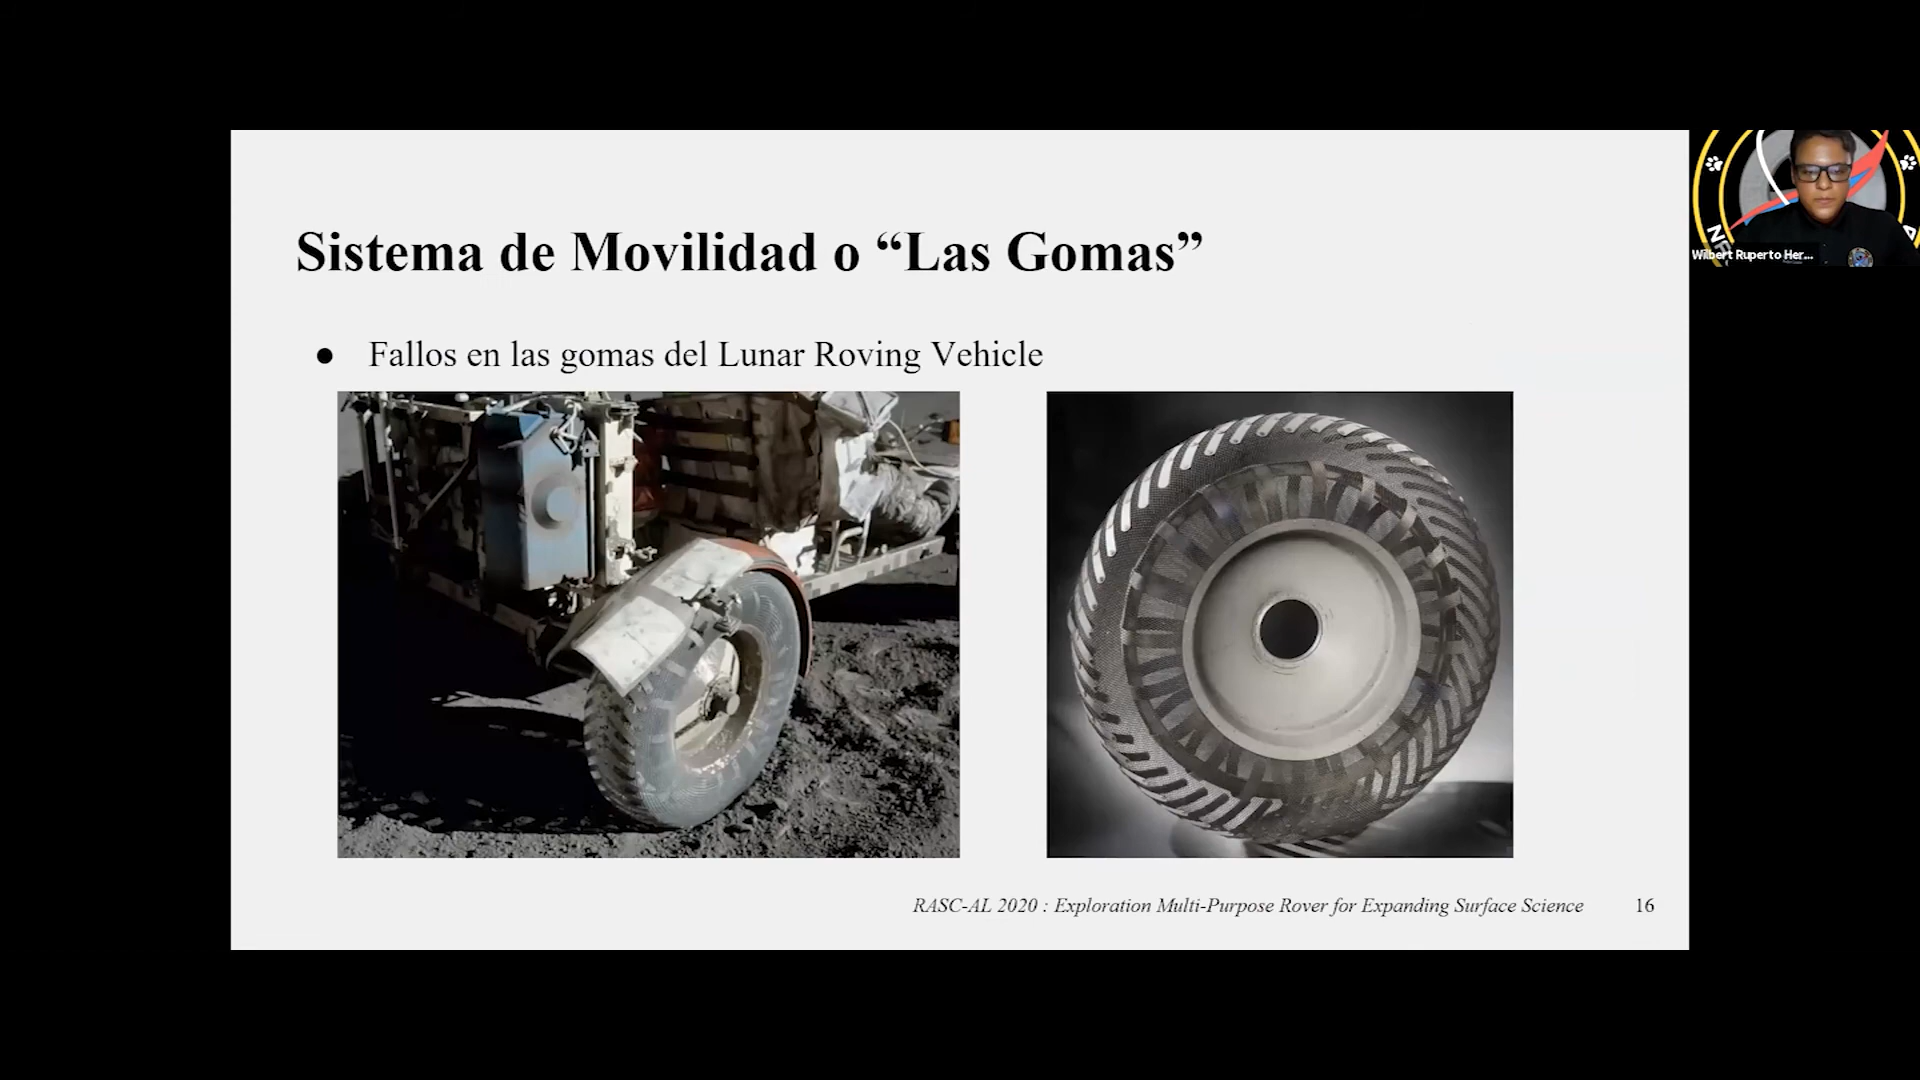 Sistema de Movilidad o “Las Gomas”
● Fallos en las gomas del Lunar Roving Vehicle
RASC-AL 2020 : Exploration Multi-Purpose Rover for Expanding Surface Science 16
Wilbert Ruperto Her...